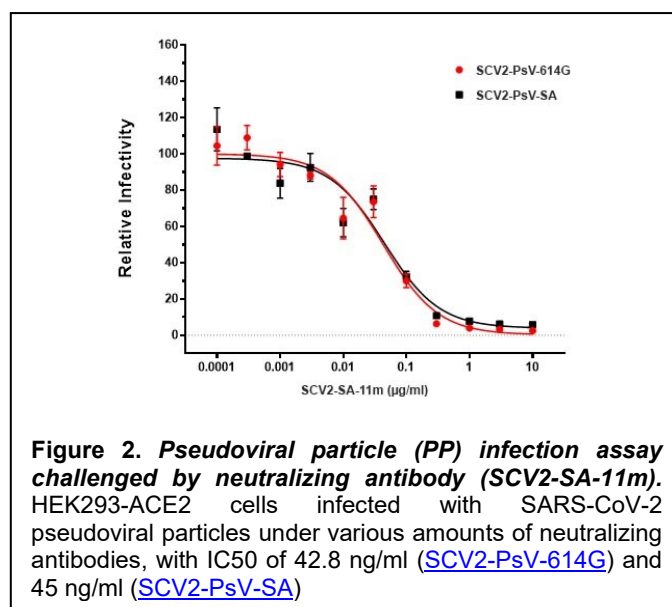 160
140
120
100
80
60
40
20
0
Relative Infectivity
SCV2-PsV-614G
SCV2-PsV-SA
0.0001 0.001 0.01 0.1 1 10
SCV2-SA-11m (µg/ml)
Figure 2. Pseudoviral particle (PP) infection assay
challenged by neutralizing antibody (SCV2-SA-11m).
HEK293-ACE2 cells infected with SARS-CoV-2
pseudoviral particles under various amounts of neutralizing
antibodies, with IC50 of 42.8 ng/ml (SCV2-PsV-614G) and
45 ng/ml (SCV2-PsV-SA)